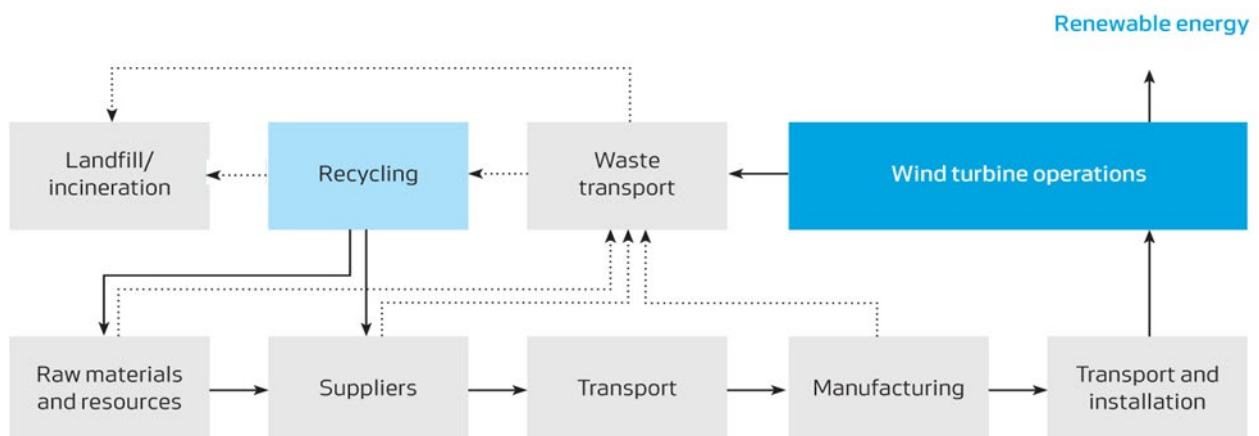 Renewable energy
Landfill/
incineration
Recycling
Waste
transport
Wind turbine operations
Raw materials
and resources
Suppliers
Transport
Manufacturing
Transport and
installation